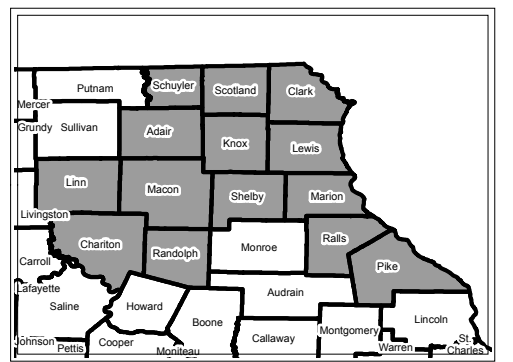 Putnam
Schuyler
Scotland
Clark
Mercer
Grundy
Sullivan
Adair
Knox
Lewis
Linn
Macon
Shelby
Marion
Livingston
Chariton
Randolph
Monroe
Ralls
Pike
Carroll
Lafayette
Saline
Howard
Audrain
Boone
Lincoln
Johnson
Pettis
Cooper
Moniteau
Callaway
Montgomery
Warren
St.
Charles